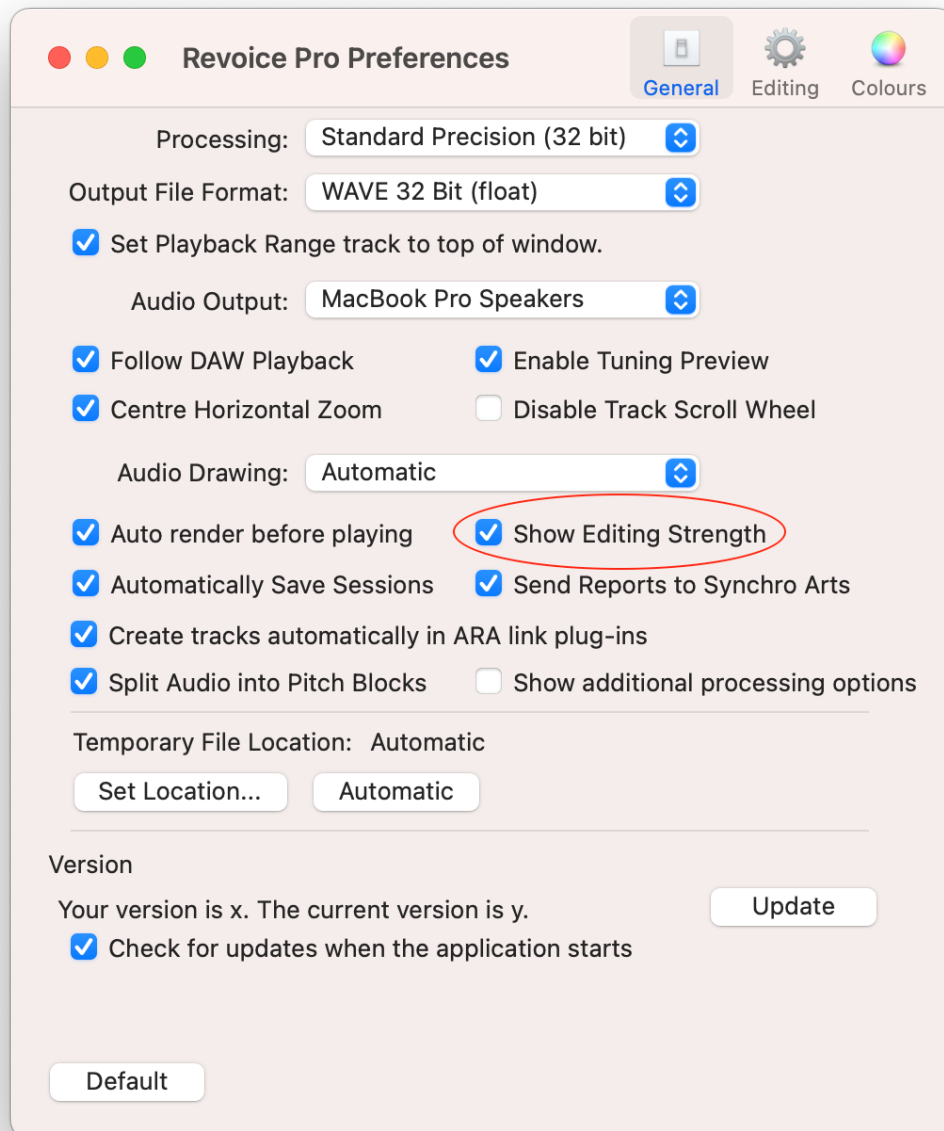 Revoice Pro Preferences
General
Editing
Colours
Processing: Standard Precision (32 bit)
Output File Format: WAVE 32 Bit (float)
Set Playback Range track to top of window.
Audio Output: MacBook Pro Speakers
Follow DAW Playback
Enable Tuning Preview
Centre Horizontal Zoom
Disable Track Scroll Wheel
Audio Drawing: Automatic
Auto render before playing
Show Editing Strength
Automatically Save Sessions
Send Reports to Synchro Arts
Create tracks automatically in ARA link plug-ins
Split Audio into Pitch Blocks
Show additional processing options
Temporary File Location: Automatic
Set Location...
Automatic
Version
Your version is x. The current version is y.
Update
Check for updates when the application starts
Default